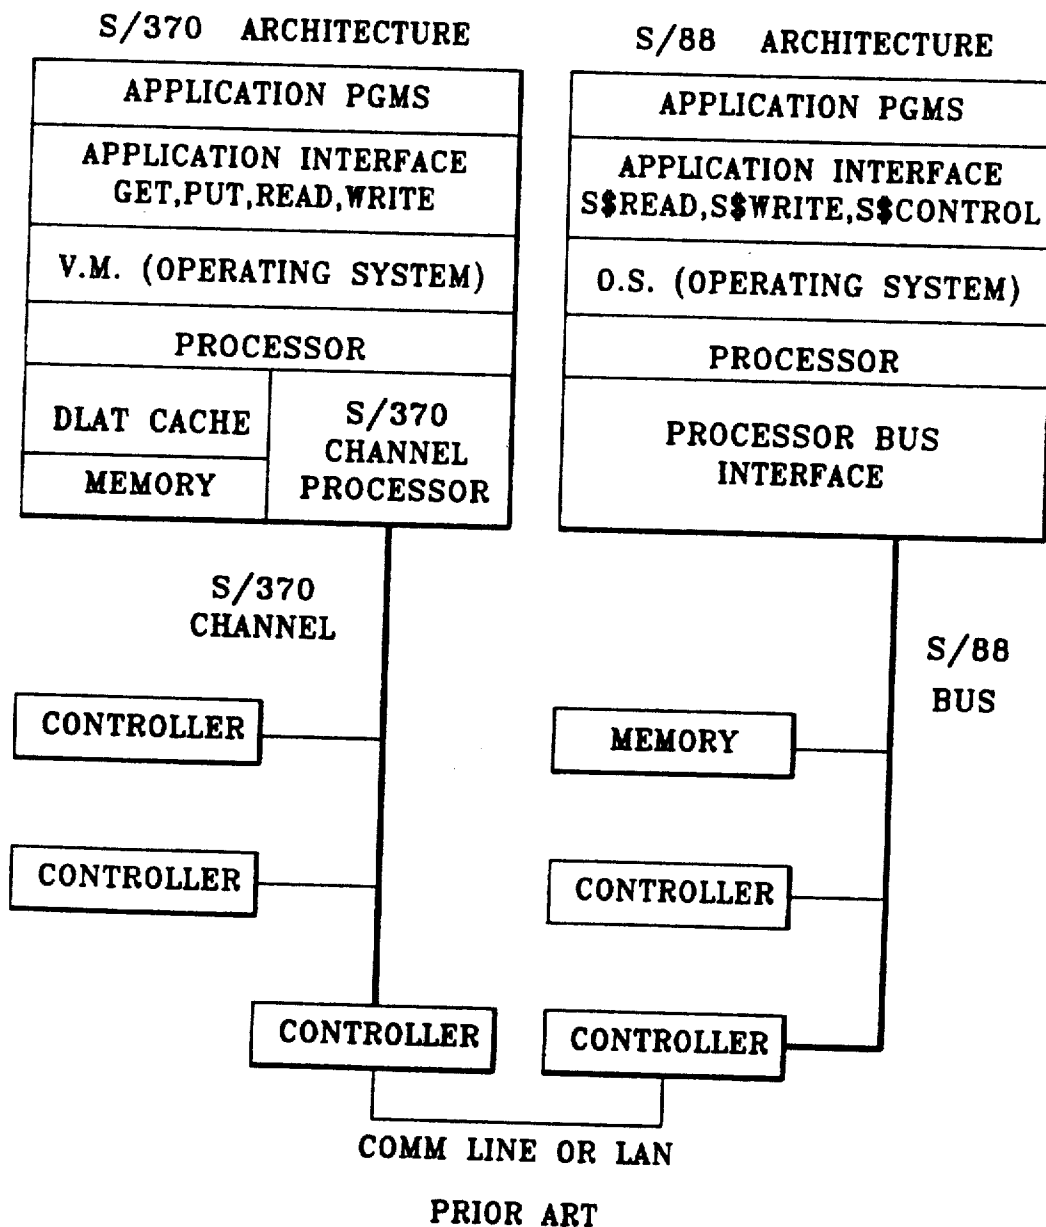 S/370 ARCHITECTURE
APPLICATION PGMS
APPLICATION INTERFACE
GET,PUT,READ,WRITE
V.M. (OPERATING SYSTEM)
PROCESSOR
DLAT CACHE
MEMORY
S/370
CHANNEL
PROCESSOR
S/370
CHANNEL
CONTROLLER
CONTROLLER
CONTROLLER
S/88 ARCHITECTURE
APPLICATION PGMS
APPLICATION INTERFACE
S$READ,S$WRITE,S$CONTROL
O.S. (OPERATING SYSTEM)
PROCESSOR
PROCESSOR BUS
INTERFACE
S/88
BUS
MEMORY
CONTROLLER
CONTROLLER
COMM LINE OR LAN
PRIOR ART